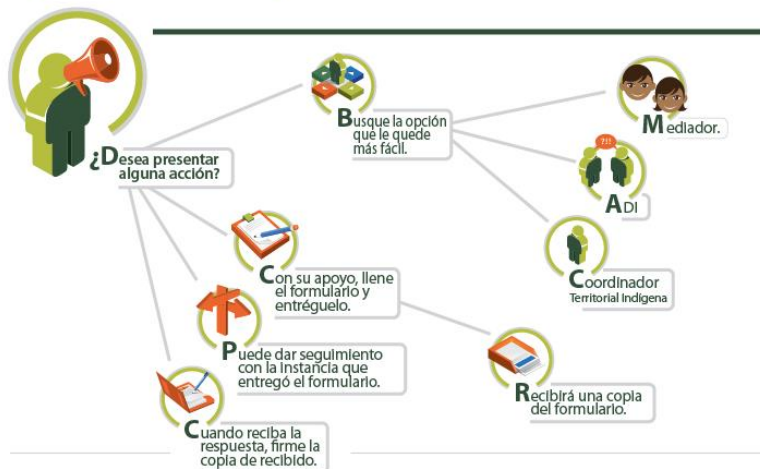 ¿Desea presentar
alguna acción?
Busque la opción
que le quede
más fácil.
Mediador.
?!!
ADI
Coordinador
Territorial Indígena
Con su apoyo, llene
el formulario y
entréguelo.
Recibirá una copia
del formulario.
Puede dar seguimiento
con la instancia que
entregó el formulario.
Cuando reciba la
respuesta, firme la
copia de recibido.